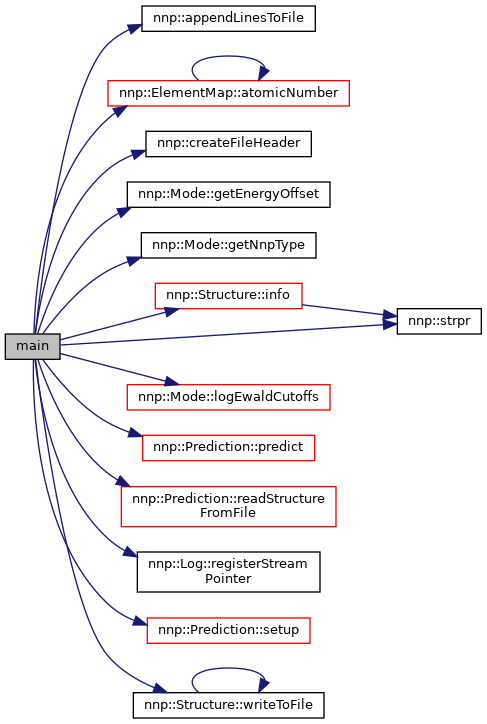 nnp::appendLinesToFile
nnp::ElementMap::atomicNumber
nnp::createFileHeader
nnp::Mode::getEnergyOffset
nnp::Mode::getNnpType
nnp::Structure::info
nnp::strpr
main
nnp::Mode::logEwaldCutoffs
nnp::Prediction::predict
nnp::Prediction::readStructure
FromFile
nnp::Log::registerStream
Pointer
nnp::Prediction::setup
nnp::Structure::writeToFile